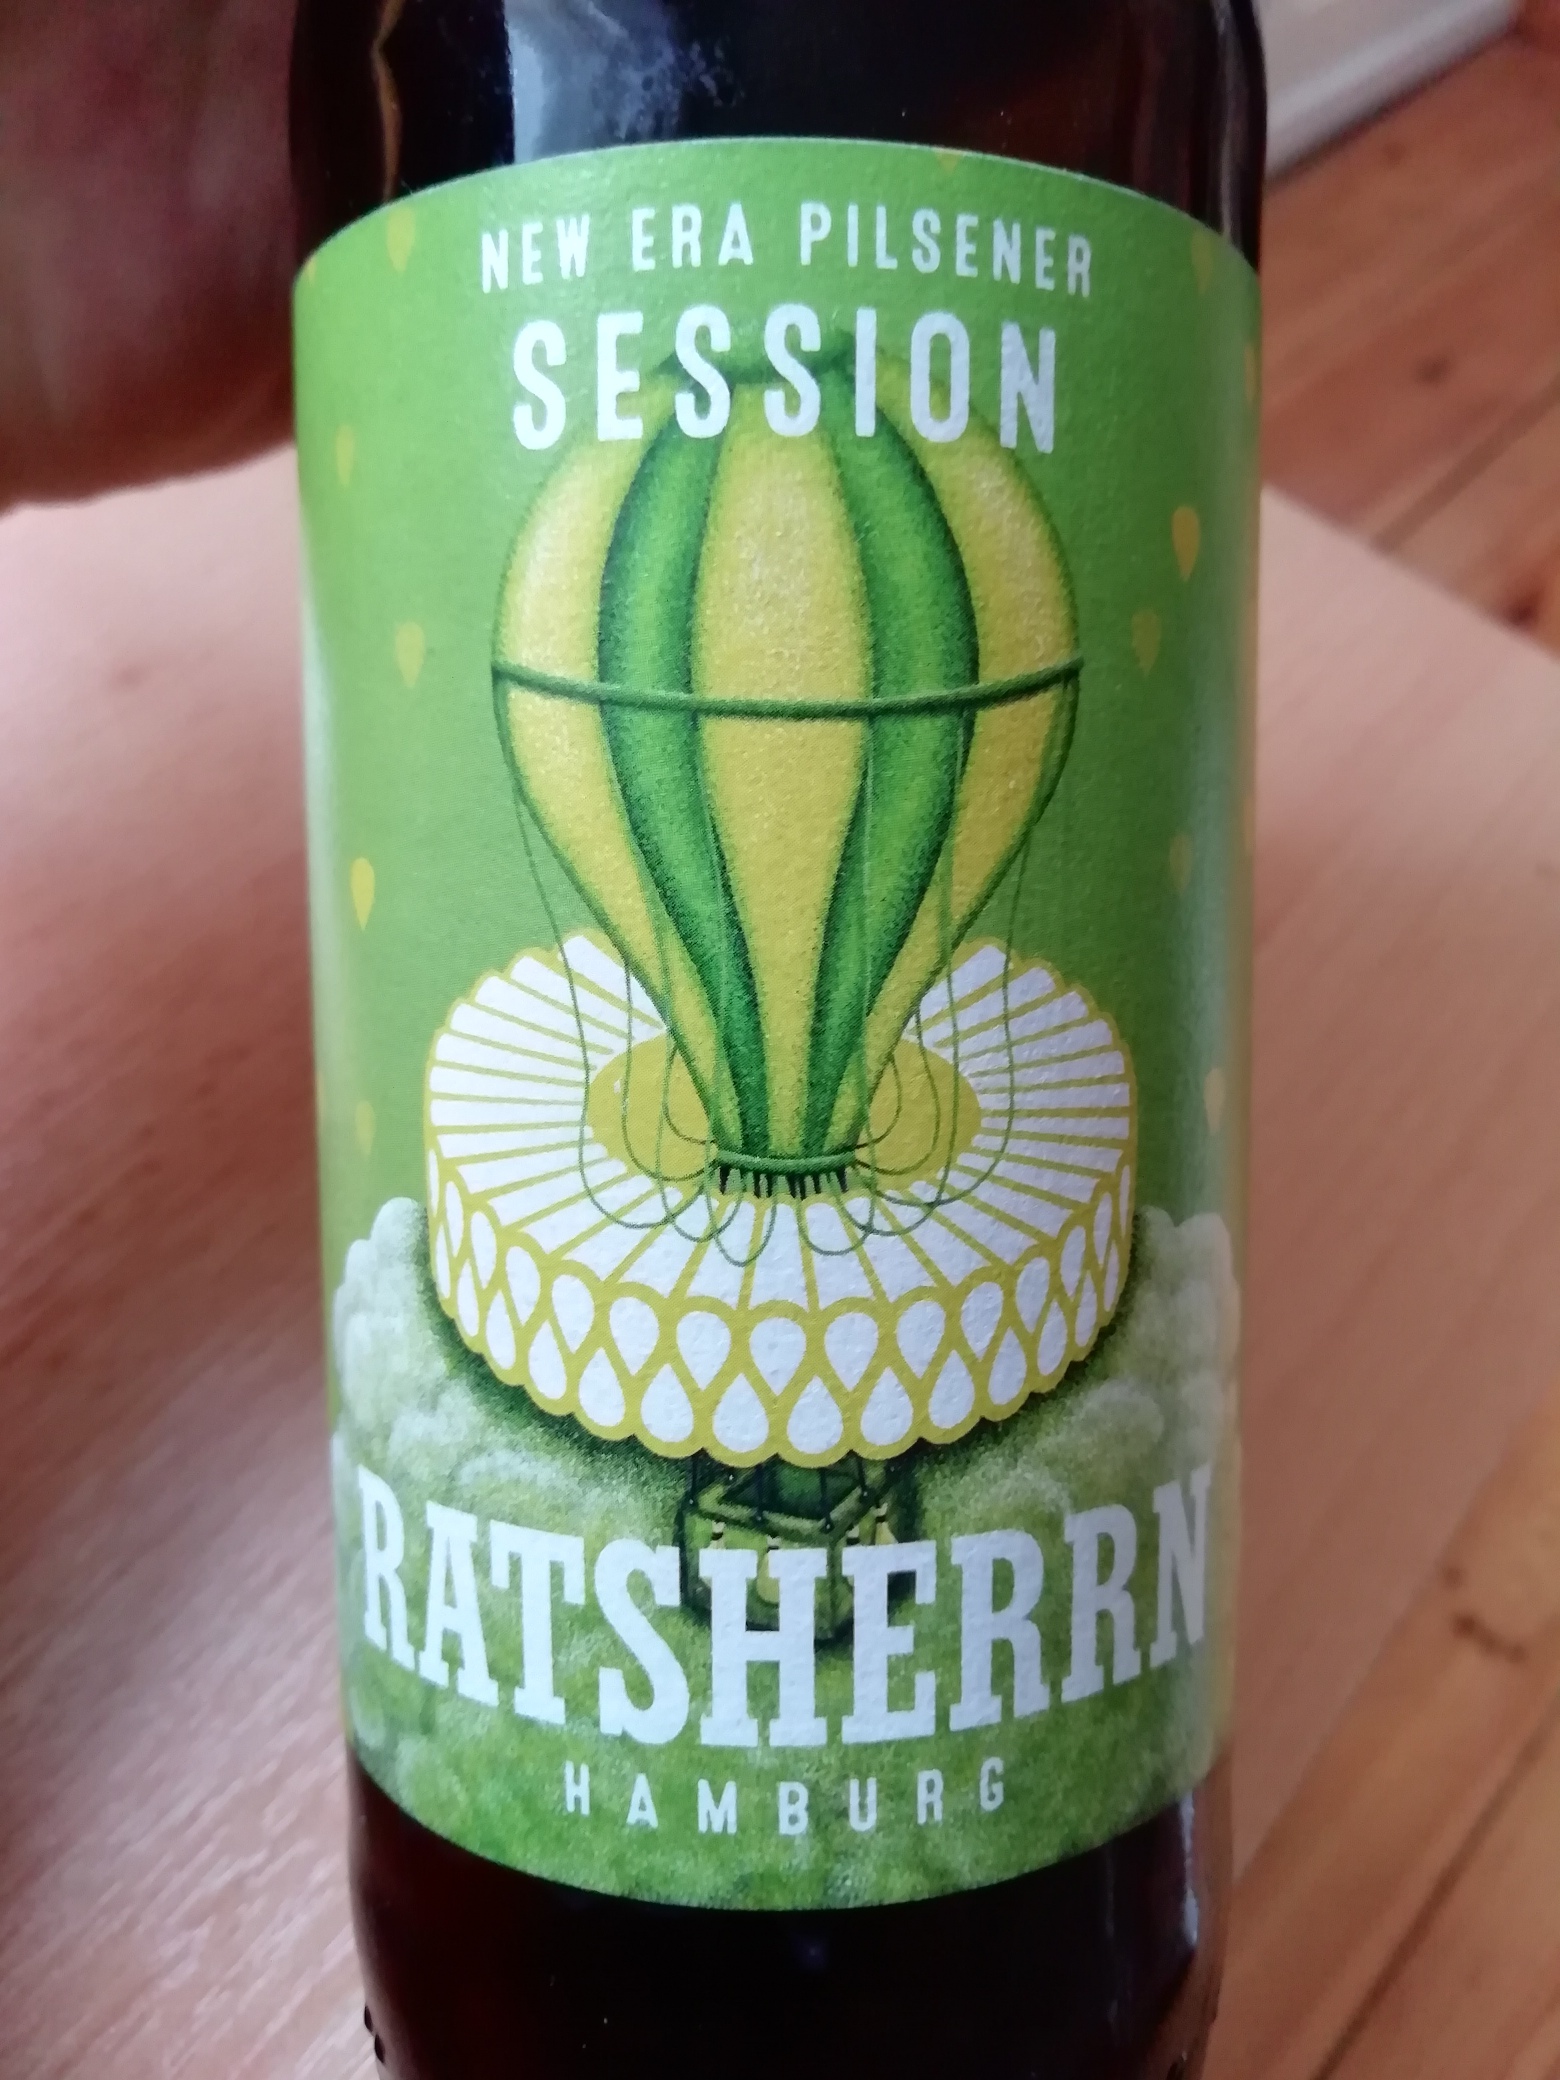 NEW ERA PILSENER
SESSION
RATSHERRN
HAMBURG